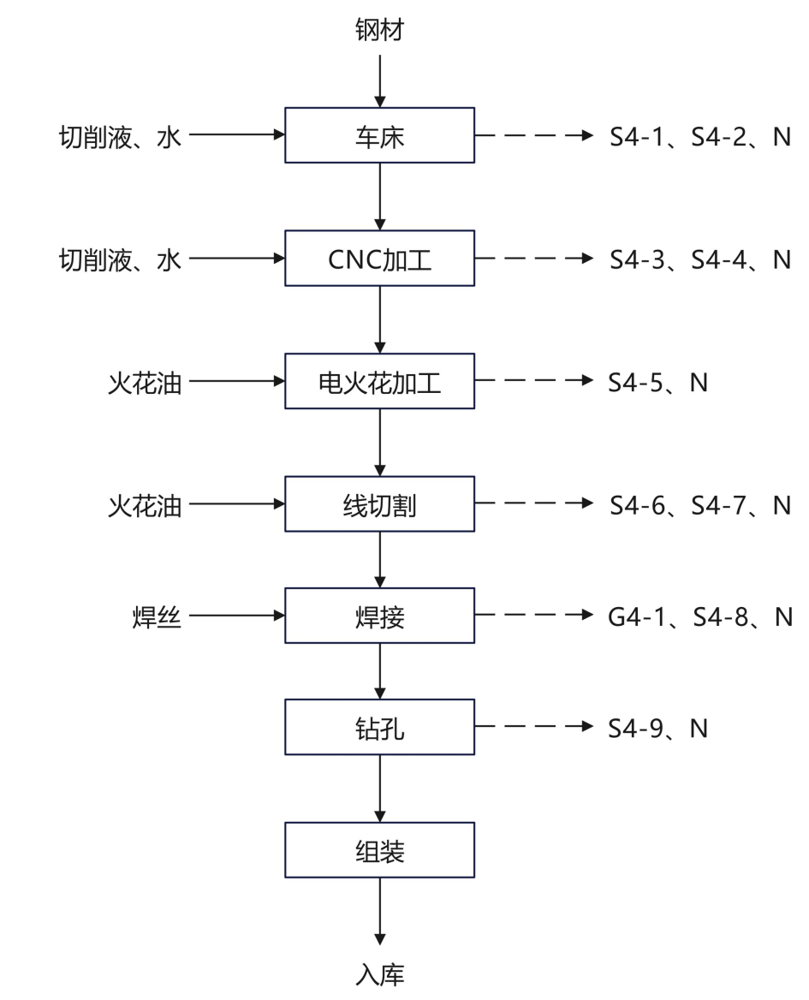 钢材
切削液、水 车床 S4-1、S4-2、N
切削液、水 CNC加工 S4-3、S4-4、N
火花油 电火花加工 S4-5、N
火花油 线切割 S4-6、S4-7、N
焊丝 焊接 G4-1、S4-8、N
钻孔 S4-9、N
组装
入库